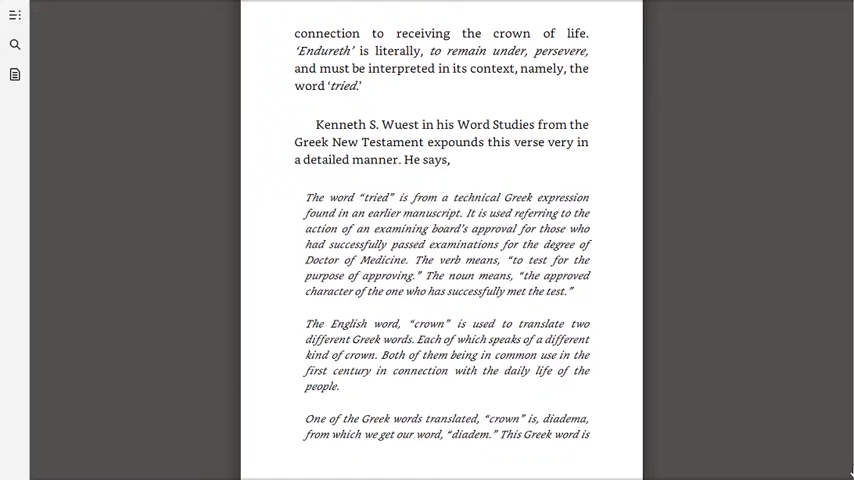 connection to receiving the crown of life.
‘Endureth’ is literally, to remain under, persevere,
and must be interpreted in its context, namely, the
word ‘tried.’
Kenneth S. Wuest in his Word Studies from the
Greek New Testament expounds this verse very in
a detailed manner. He says,
The word “tried” is from a technical Greek expression
found in an earlier manuscript. It is used referring to the
action of an examining board’s approval for those who
had successfully passed examinations for the degree of
Doctor of Medicine. The verb means, “to test for the
purpose of approving.” The noun means, “the approved
character of the one who has successfully met the test.”
The English word, “crown” is used to translate two
different Greek words. Each of which speaks of a different
kind of crown. Both of them being in common use in the
first century in connection with the daily life of the
people.
One of the Greek words translated, “crown” is, diadema,
from which we get our word, “diadem.” This Greek word is